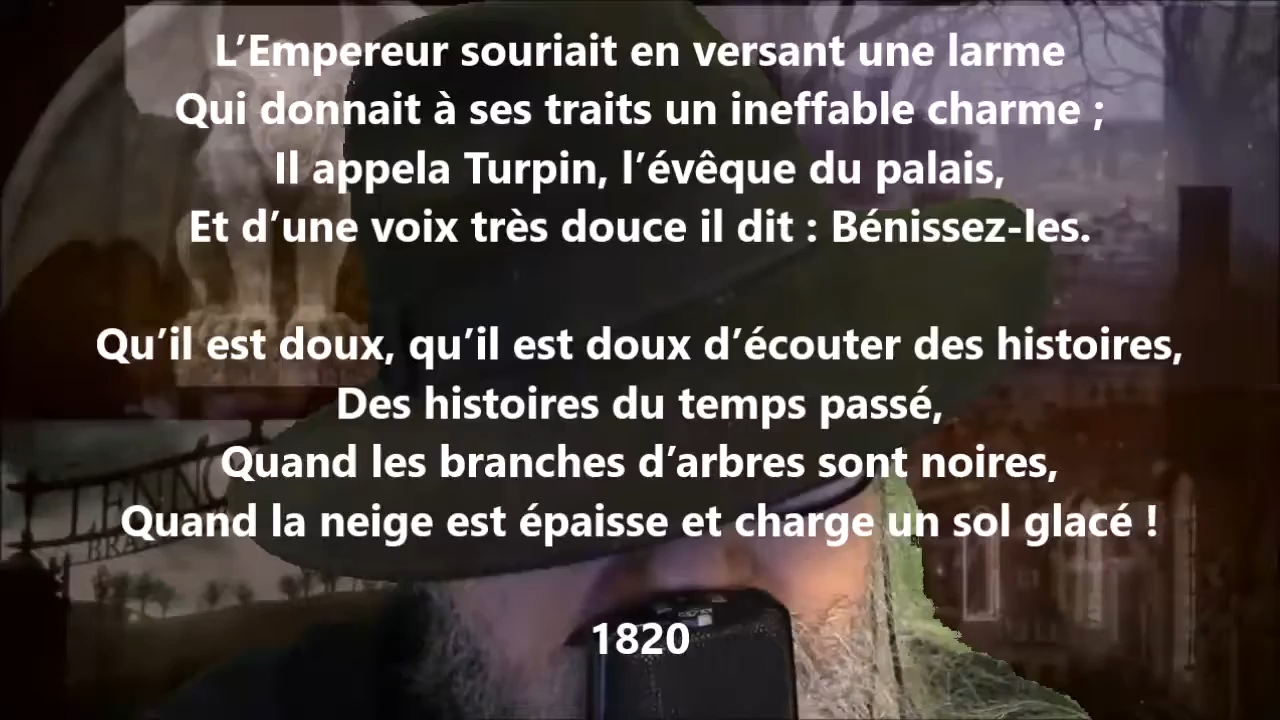 L’Empereur souriait en versant une larme
Qui donnait à ses traits un ineffable charme ;
Il appela Turpin, l’évêque du palais,
Et d’une voix très douce il dit : Bénissez-les.
Qu’il est doux, qu’il est doux d’écouter des histoires,
Des histoires du temps passé,
Quand les branches d’arbres sont noires,
Quand la neige est épaisse et charge un sol glacé !
1820